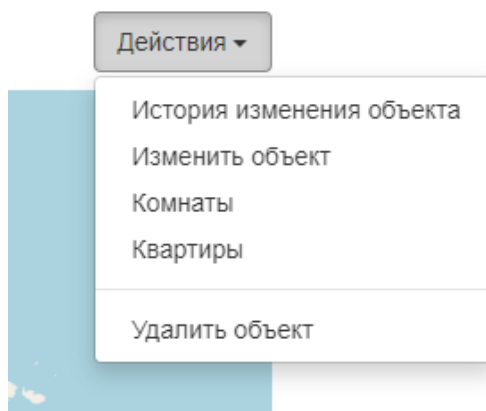 Действия
История изменения объекта
Изменить объект
Комнаты
Квартиры
Удалить объект